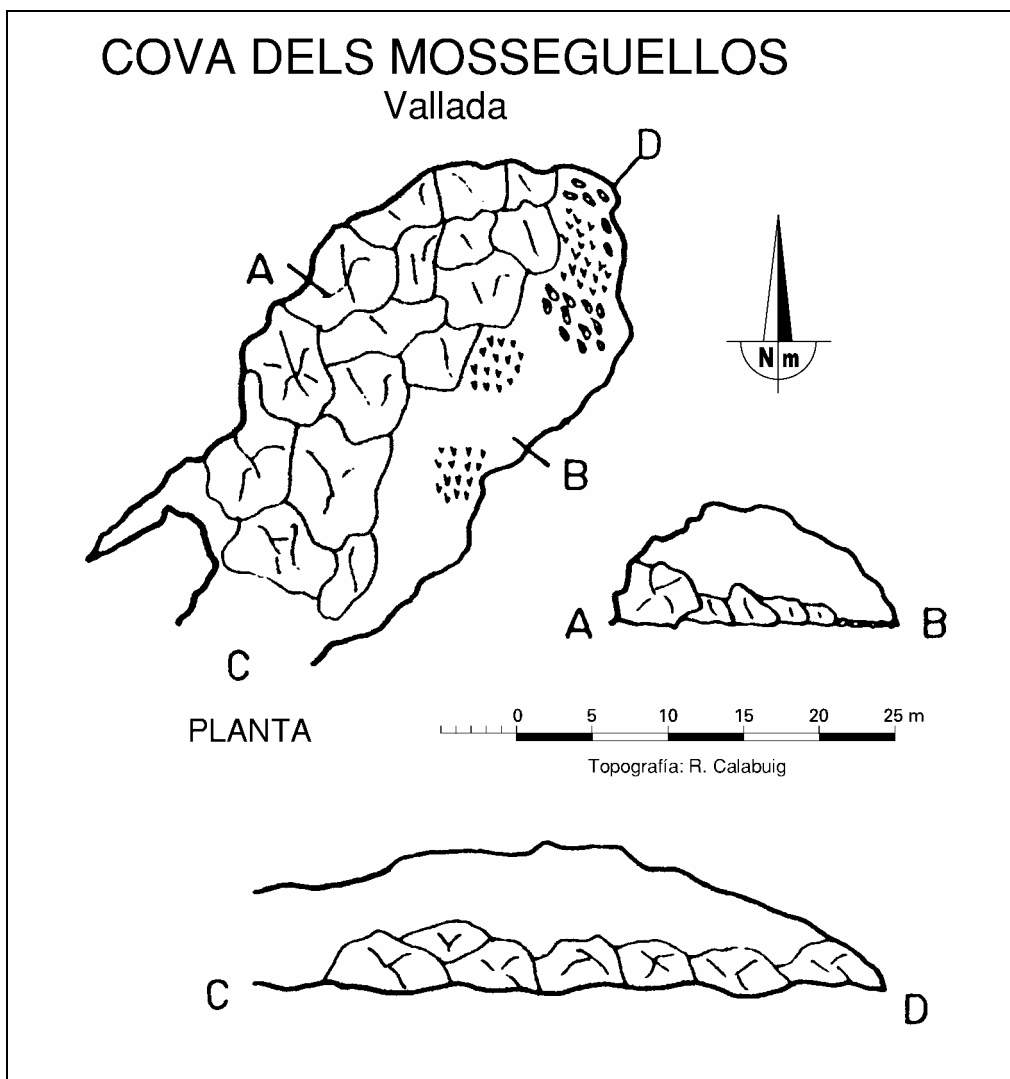 COVA DELS MOSSEGUELLOS
Vallada
D
A
N m
B
A B
C
PLANTA
0 5 10 15 20 25 m
Topografía: R. Calabuig
C D